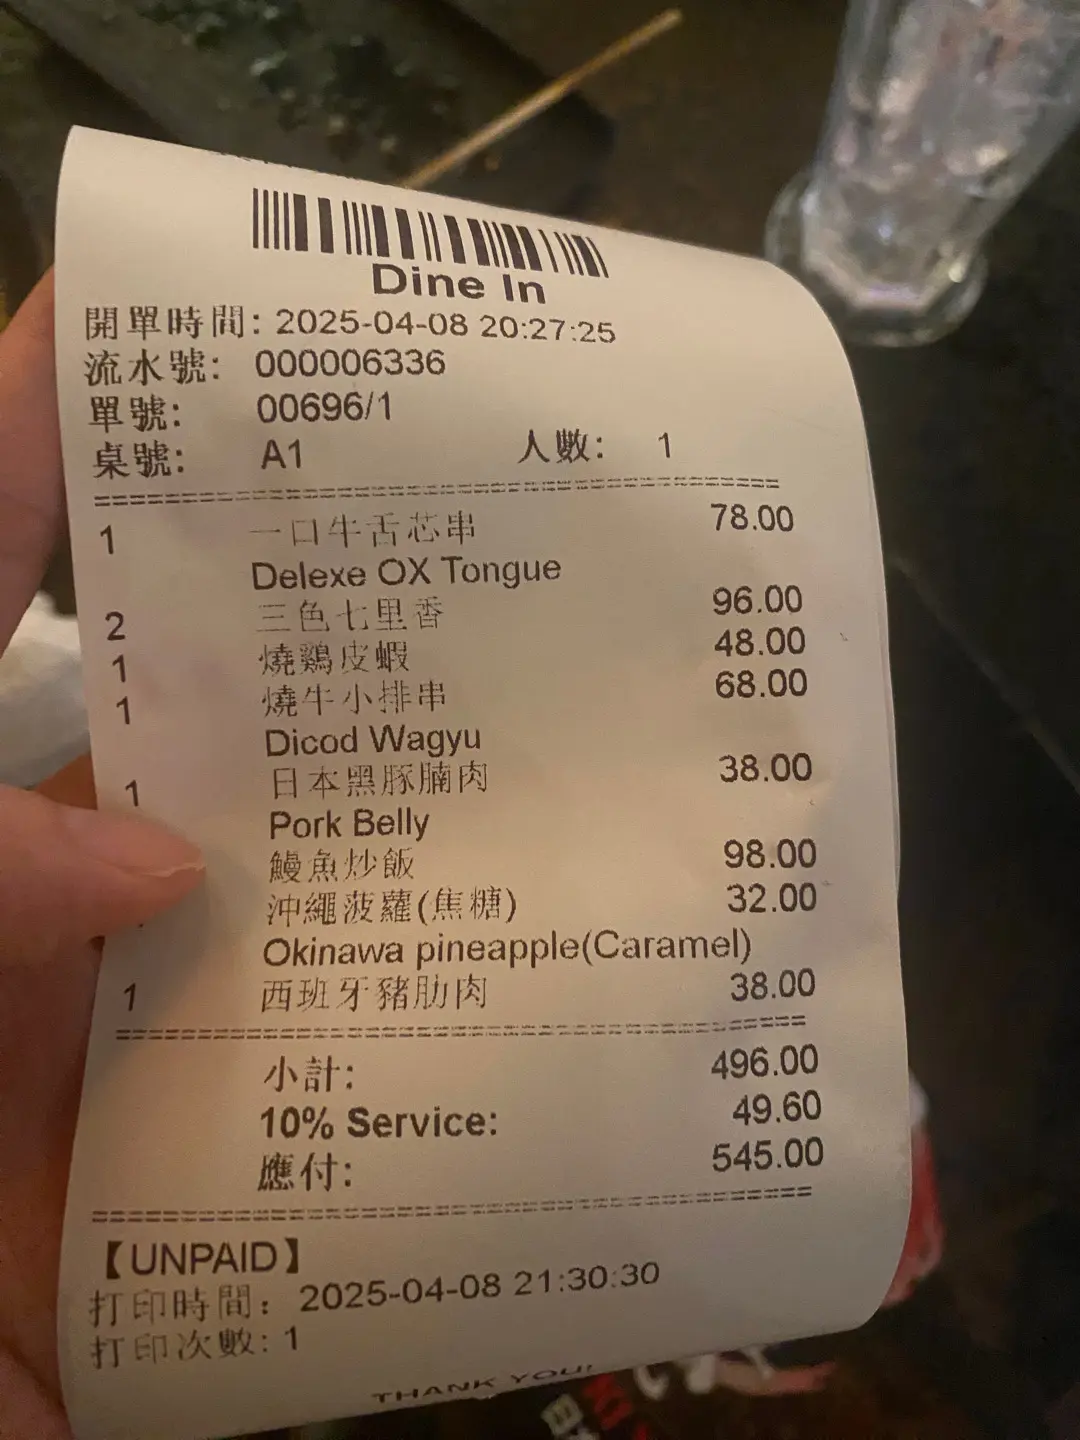 Dine In
開單時間: 2025-04-08 20:27:25
流水號: 000006336
單號: 00696/1
桌號: A1 人數: 1
1 一口牛舌芯串 78.00
Delexe OX Tongue
2 三色七里香 96.00
1 燒鷄皮蝦 48.00
1 燒牛小排串 68.00
Dicod Wagyu
1 日本黑豚腩肉 38.00
Pork Belly
鰻魚炒飯 98.00
沖繩菠蘿(焦糖) 32.00
Okinawa pineapple(Caramel)
1 西班牙豬肋肉 38.00
小計: 496.00
10% Service: 49.60
應付: 545.00
【UNPAID】
打印時間: 2025-04-08 21:30:30
打印次數: 1
THANK YOU!